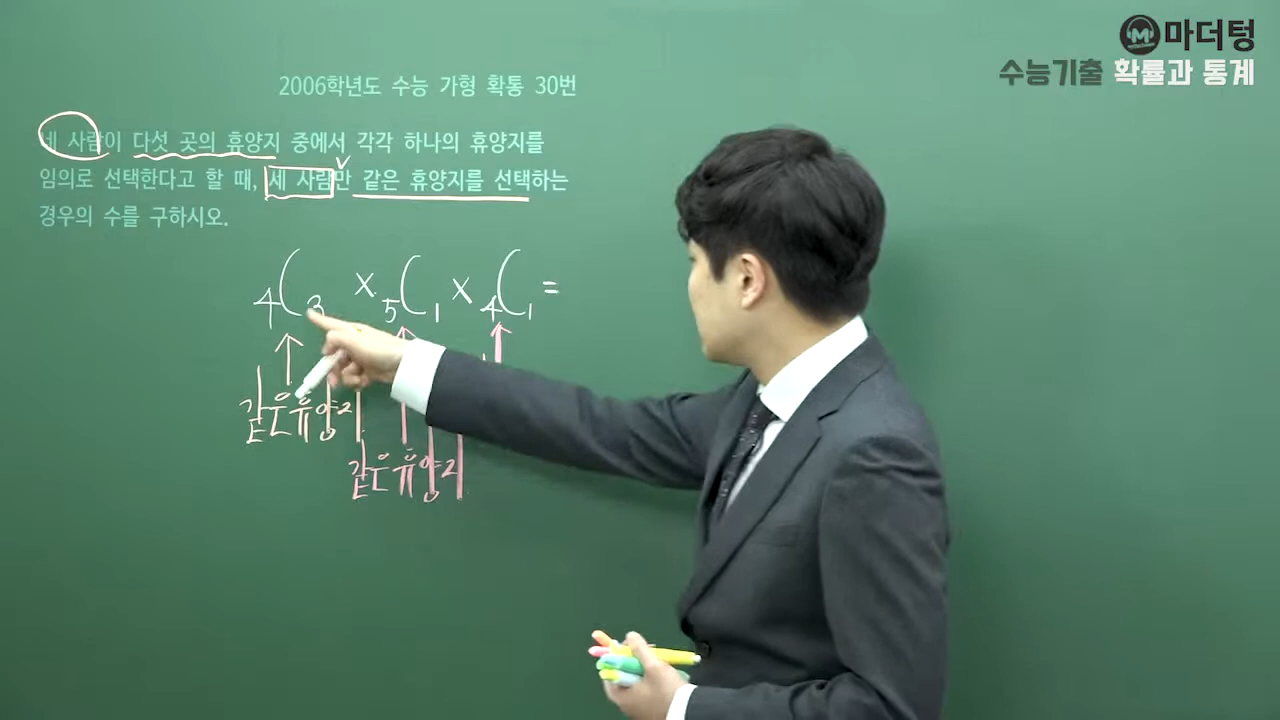 마더텅
수능기출 확률과 통계
2006학년도 수능 가형 확통 30번
네 사람이 다섯 곳의 휴양지 중에서 각각 하나의 휴양지를
임의로 선택한다고 할 때, 세 사람만 같은 휴양지를 선택하는
경우의 수를 구하시오.
4C3 × 5C1 × 4C1 =
같은휴양지
같은휴양지